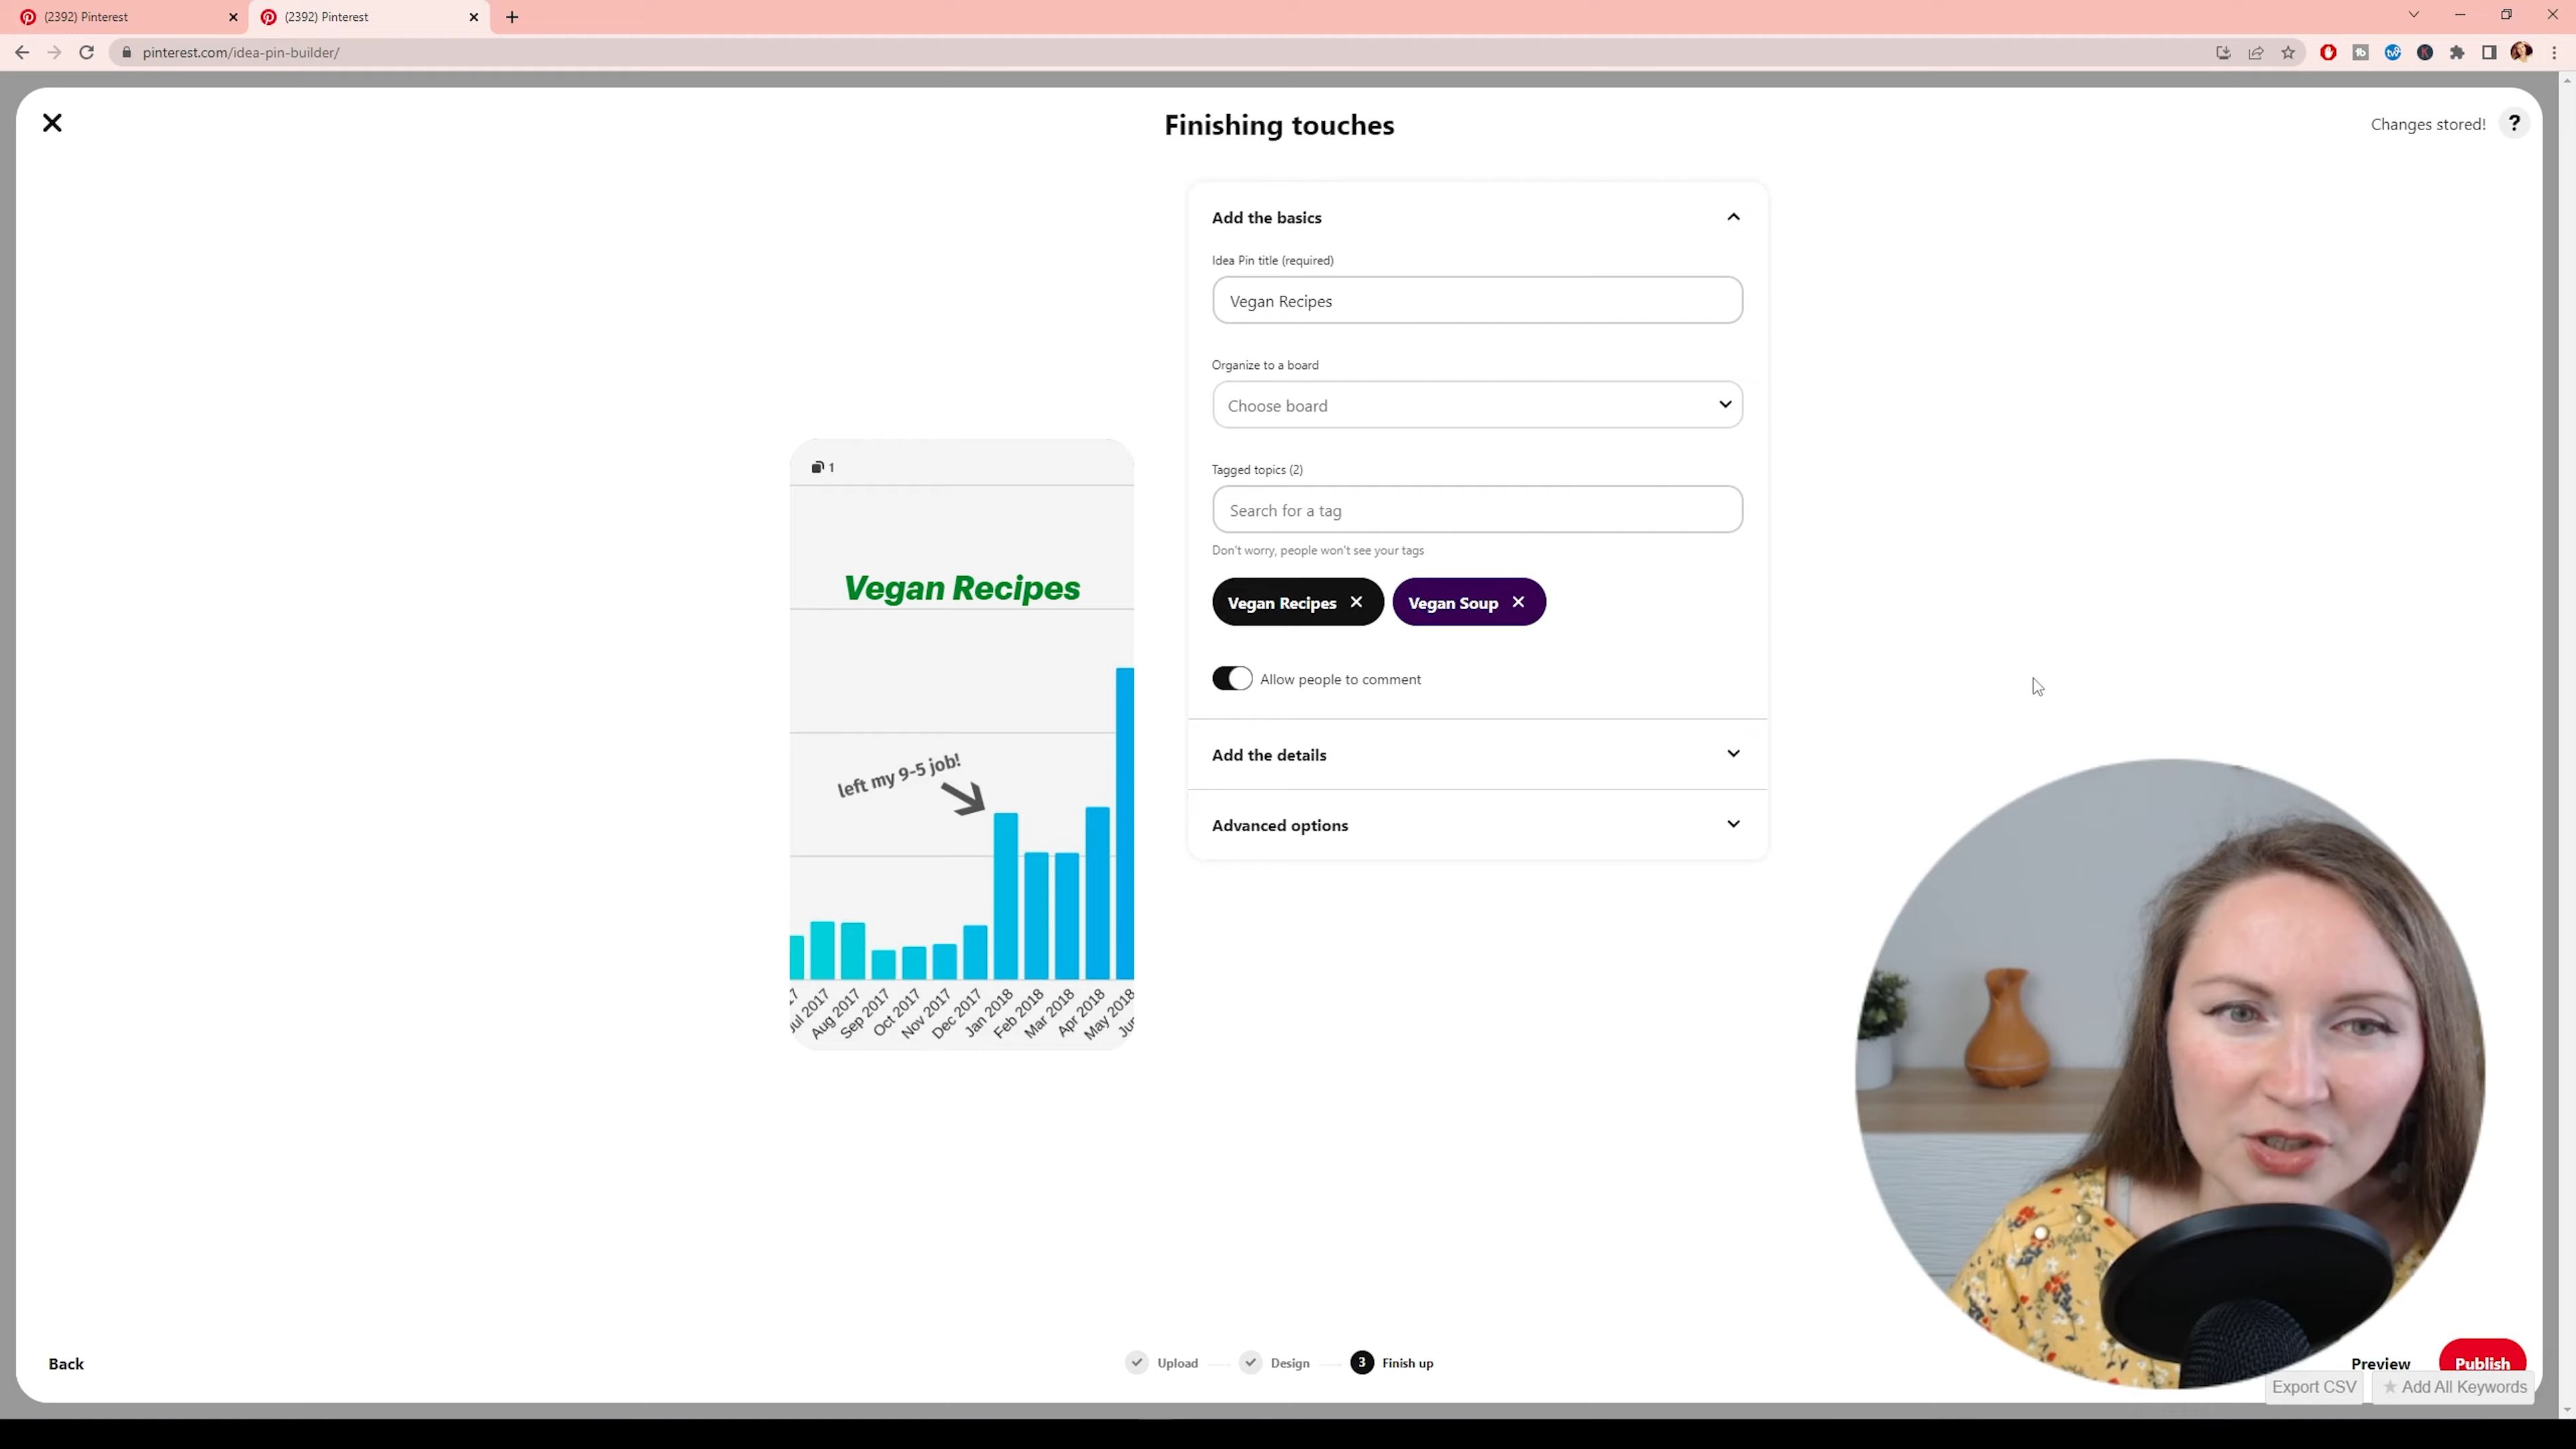 (2392) Pinterest
(2392) Pinterest
pinterest.com/idea-pin-builder/
Finishing touches
Changes stored!
?
Add the basics
Idea Pin title (required)
Vegan Recipes
Organize to a board
Choose board
Tagged topics (2)
Search for a tag
Don't worry, people won't see your tags
Vegan Recipes
Vegan Soup
Allow people to comment
Add the details
Advanced options
1
Vegan Recipes
left my 9-5 job!
Jul 2017
Aug 2017
Sep 2017
Oct 2017
Nov 2017
Dec 2017
Jan 2018
Feb 2018
Mar 2018
Apr 2018
May 2018
Back
Upload
Design
3 Finish up
Preview
Publish
Export CSV
Add All Keywords